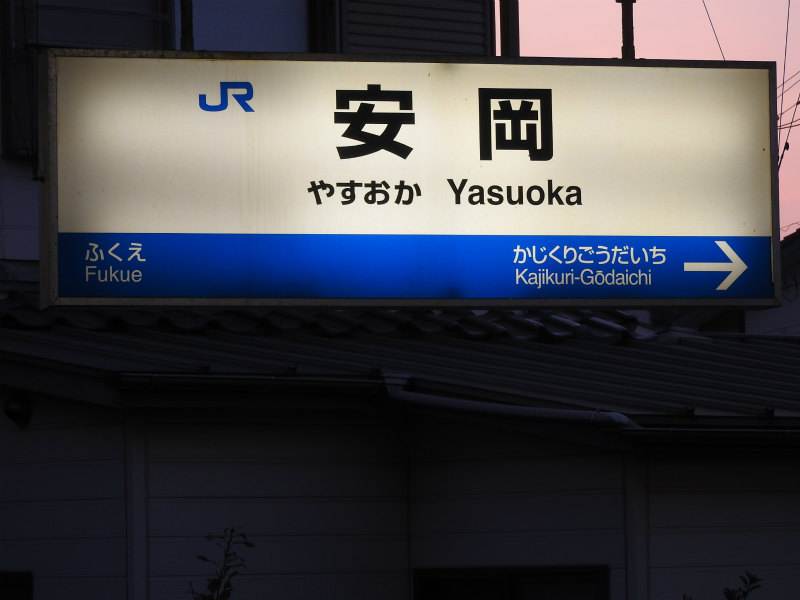 JR
安岡
やすおか Yasuoka
ふくえ
Fukue
かじくりごうだいち
Kajikuri-Gōdaichi